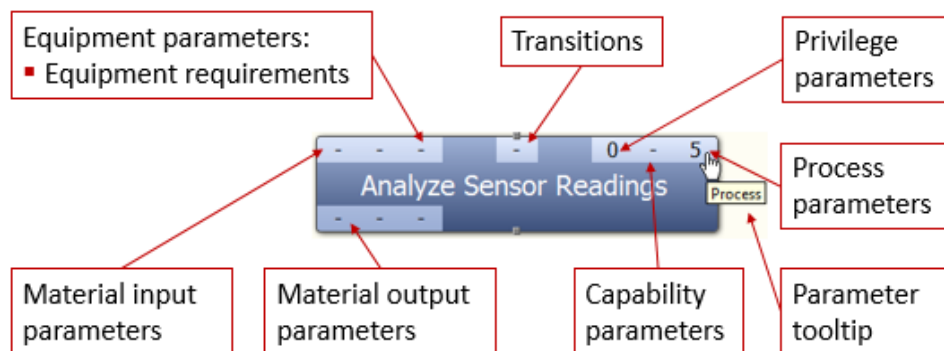 Equipment parameters:
▪ Equipment requirements
Transitions
Privilege
parameters
- - - - 0 - 5
Analyze Sensor Readings
Process
- - -
Process
parameters
Material input
parameters
Material output
parameters
Capability
parameters
Parameter
tooltip